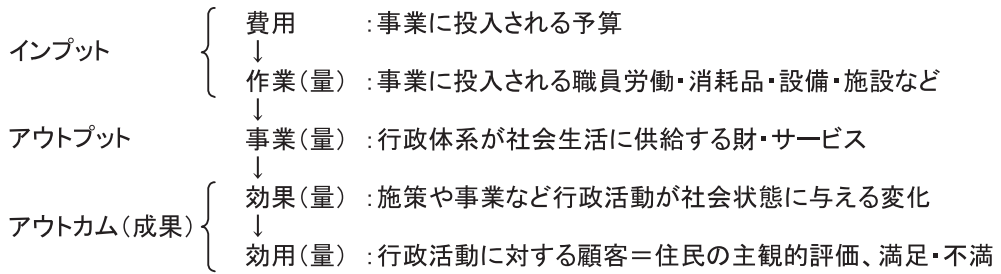 費用 ：事業に投入される予算
インプット
↓
作業（量）：事業に投入される職員労働・消耗品・設備・施設など
↓
アウトプット 事業（量）：行政体系が社会生活に供給する財・サービス
↓
効果（量）：施策や事業など行政活動が社会状態に与える変化
アウトカム（成果） ↓
効用（量）：行政活動に対する顧客＝住民の主観的評価、満足・不満